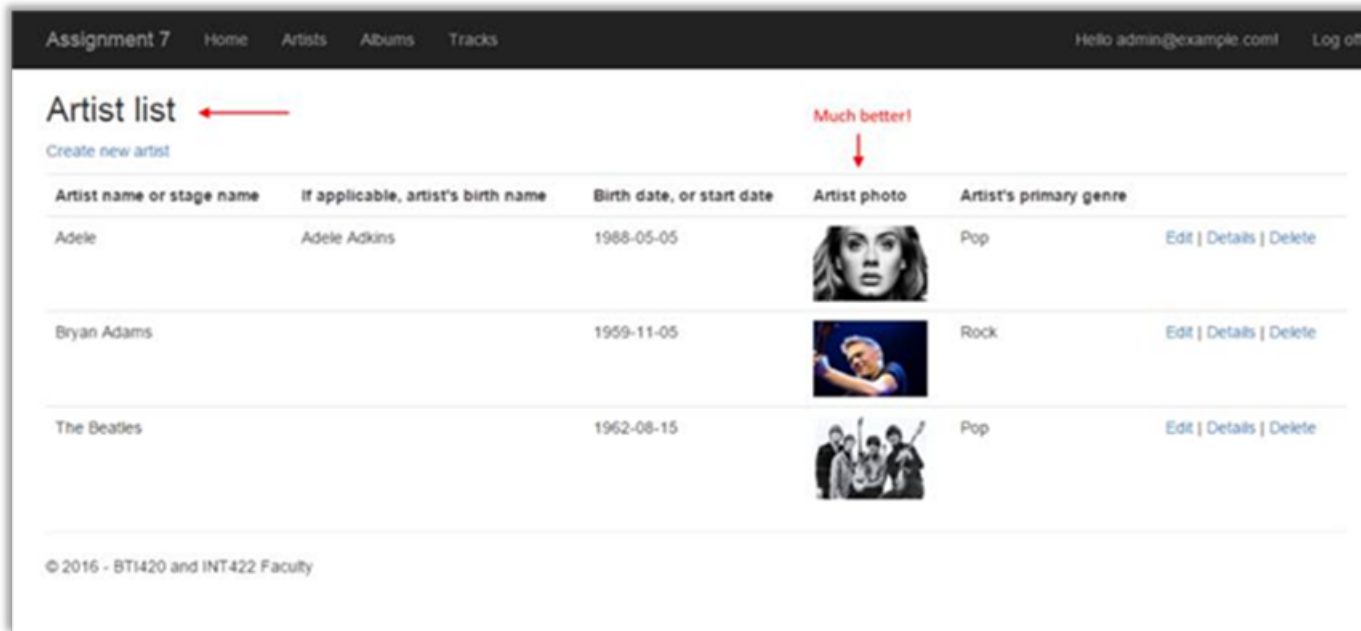 Assignment 7 Home Artists Albums Tracks Hello admin@example.com! Log off
Artist list
Much better!
Create new artist
Artist name or stage name If applicable, artist's birth name Birth date, or start date Artist photo Artist's primary genre
Adele Adele Adkins 1988-05-05 Pop Edit | Details | Delete
Bryan Adams 1959-11-05 Rock Edit | Details | Delete
The Beatles 1962-08-15 Pop Edit | Details | Delete
© 2016 - BTI420 and INT422 Faculty